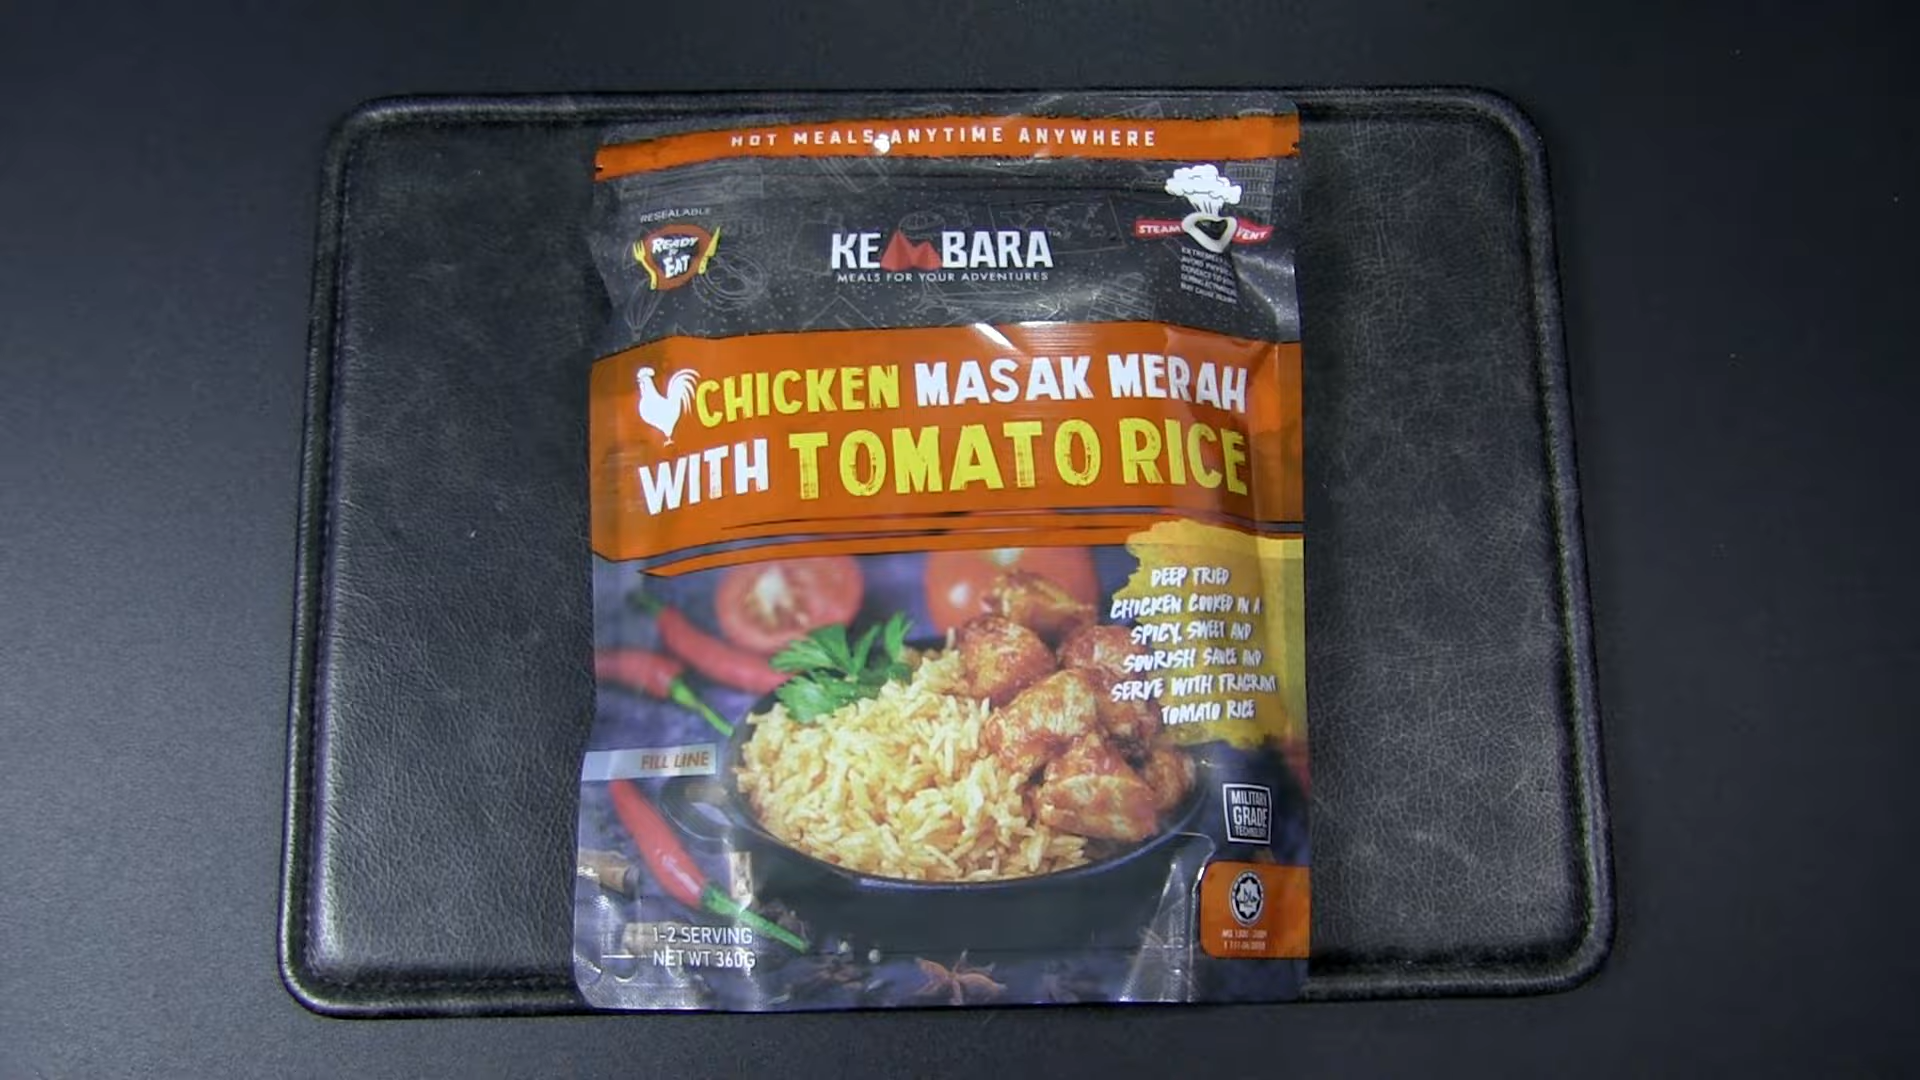 HOT MEALS ANYTIME ANYWHERE
RESEALABLE
READY
TO
EAT
KEMBARA
MEALS FOR YOUR ADVENTURES
STEAM VENT
CHICKEN MASAK MERAH
WITH TOMATO RICE
DEEP FRIED
CHICKEN COOKED IN A
SPICY, SWEET AND
SOURISH SAUCE AND
SERVE WITH FRAGRANT
TOMATO RICE
FILL LINE
MILITARY
GRADE
TECHNOLOGY
1-2 SERVING
NET WT 360G